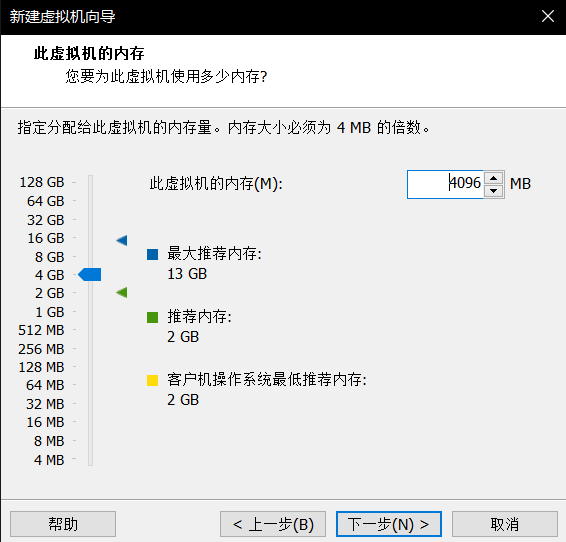 新建虚拟机向导
此虚拟机的内存
您要为此虚拟机使用多少内存?
指定分配给此虚拟机的内存量。内存大小必须为 4 MB 的倍数。
128 GB
64 GB
32 GB
16 GB
8 GB
4 GB
2 GB
1 GB
512 MB
256 MB
128 MB
64 MB
32 MB
16 MB
8 MB
4 MB
此虚拟机的内存(M): 4096 MB
最大推荐内存:
13 GB
推荐内存:
2 GB
客户机操作系统最低推荐内存:
2 GB
帮助 < 上一步(B) 下一步(N) > 取消